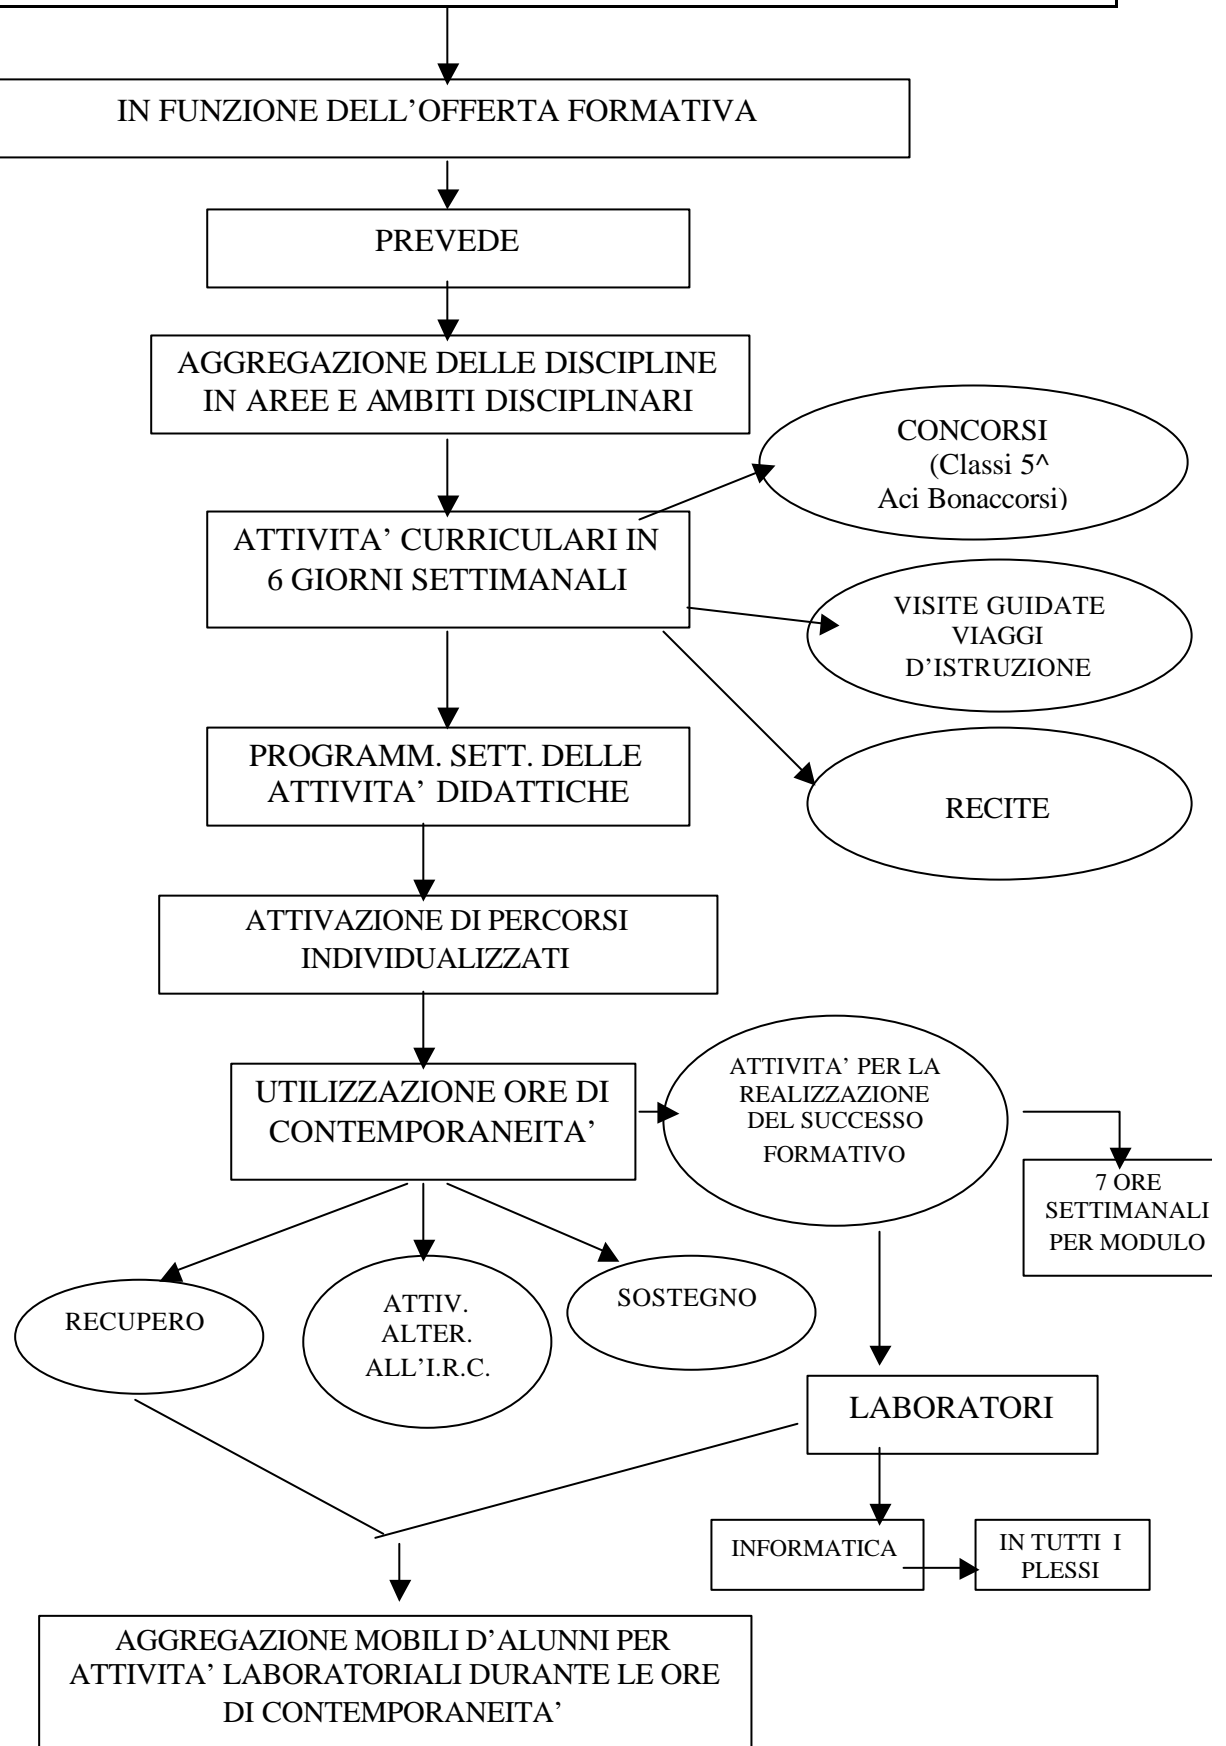 IN FUNZIONE DELL’OFFERTA FORMATIVA
PREVEDE
AGGREGAZIONE DELLE DISCIPLINE
IN AREE E AMBITI DISCIPLINARI
CONCORSI
(Classi 5^
Aci Bonaccorsi)
ATTIVITA’ CURRICULARI IN
6 GIORNI SETTIMANALI
VISITE GUIDATE
VIAGGI
D’ISTRUZIONE
PROGRAMM. SETT. DELLE
ATTIVITA’ DIDATTICHE
RECITE
ATTIVAZIONE DI PERCORSI
INDIVIDUALIZZATI
UTILIZZAZIONE ORE DI
CONTEMPORANEITA’
ATTIVITA’ PER LA
REALIZZAZIONE
DEL SUCCESSO
FORMATIVO
7 ORE
SETTIMANALI
PER MODULO
RECUPERO
ATTIV.
ALTER.
ALL’I.R.C.
SOSTEGNO
LABORATORI
INFORMATICA
IN TUTTI I
PLESSI
AGGREGAZIONE MOBILI D’ALUNNI PER
ATTIVITA’ LABORATORIALI DURANTE LE ORE
DI CONTEMPORANEITA’